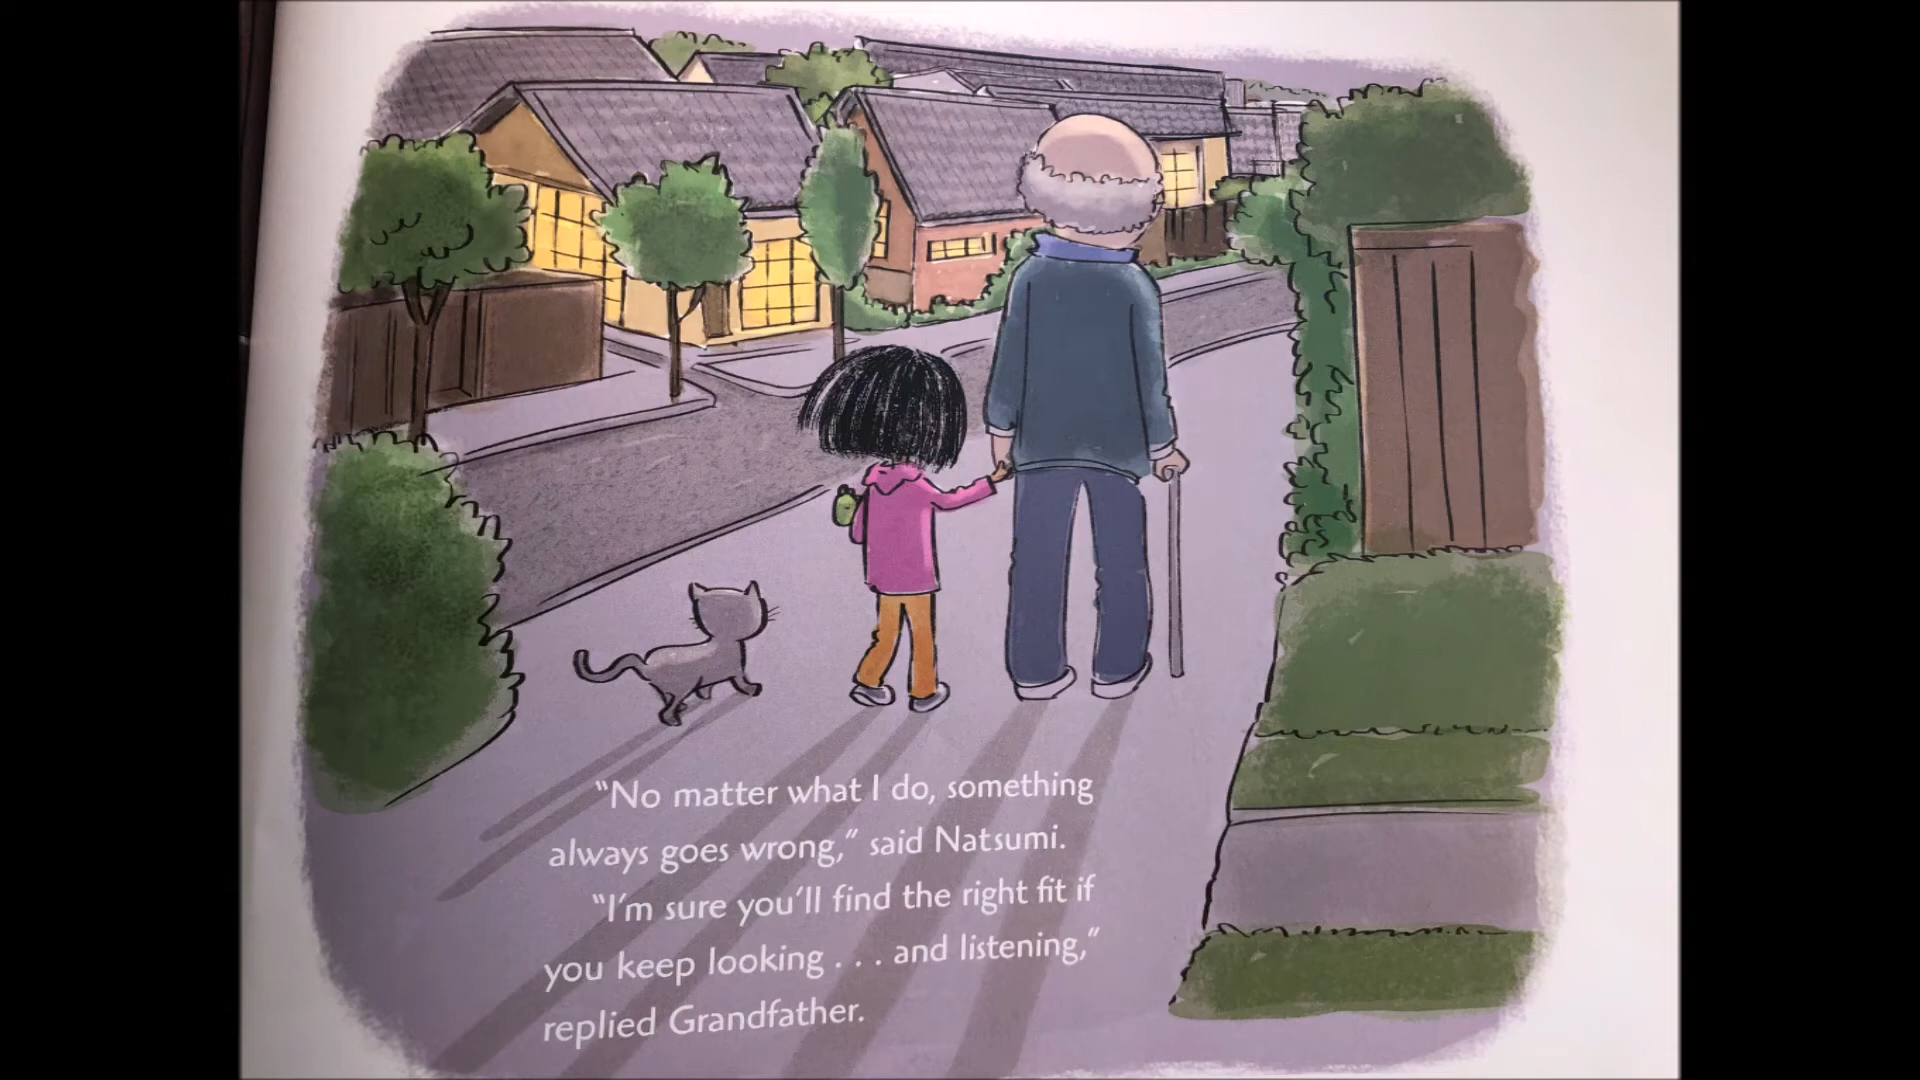 “No matter what I do, something
always goes wrong,” said Natsumi.
“I’m sure you’ll find the right fit if
you keep looking . . . and listening,”
replied Grandfather.